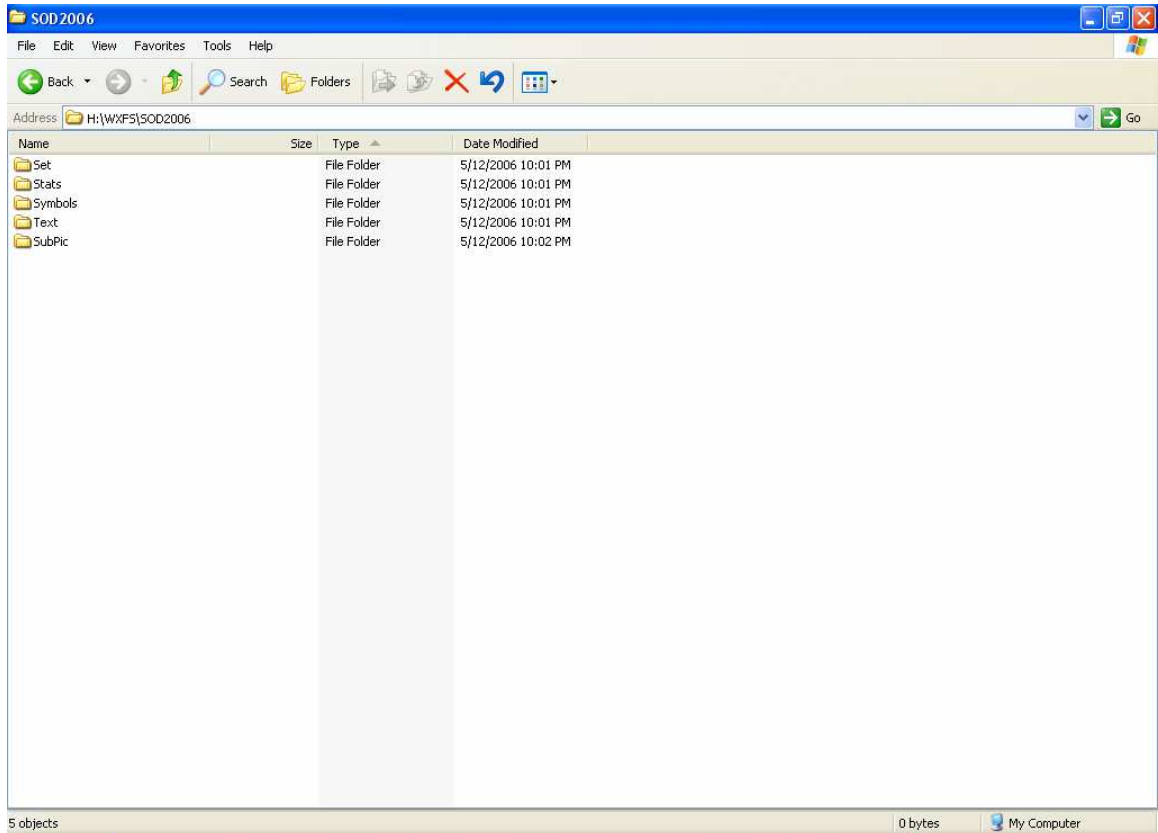 SOD2006
File Edit View Favorites Tools Help
Back Search Folders
Address H:\WXFS\SOD2006 Go
Name Size Type Date Modified
Set File Folder 5/12/2006 10:01 PM
Stats File Folder 5/12/2006 10:01 PM
Symbols File Folder 5/12/2006 10:01 PM
Text File Folder 5/12/2006 10:01 PM
SubPic File Folder 5/12/2006 10:02 PM
5 objects 0 bytes My Computer